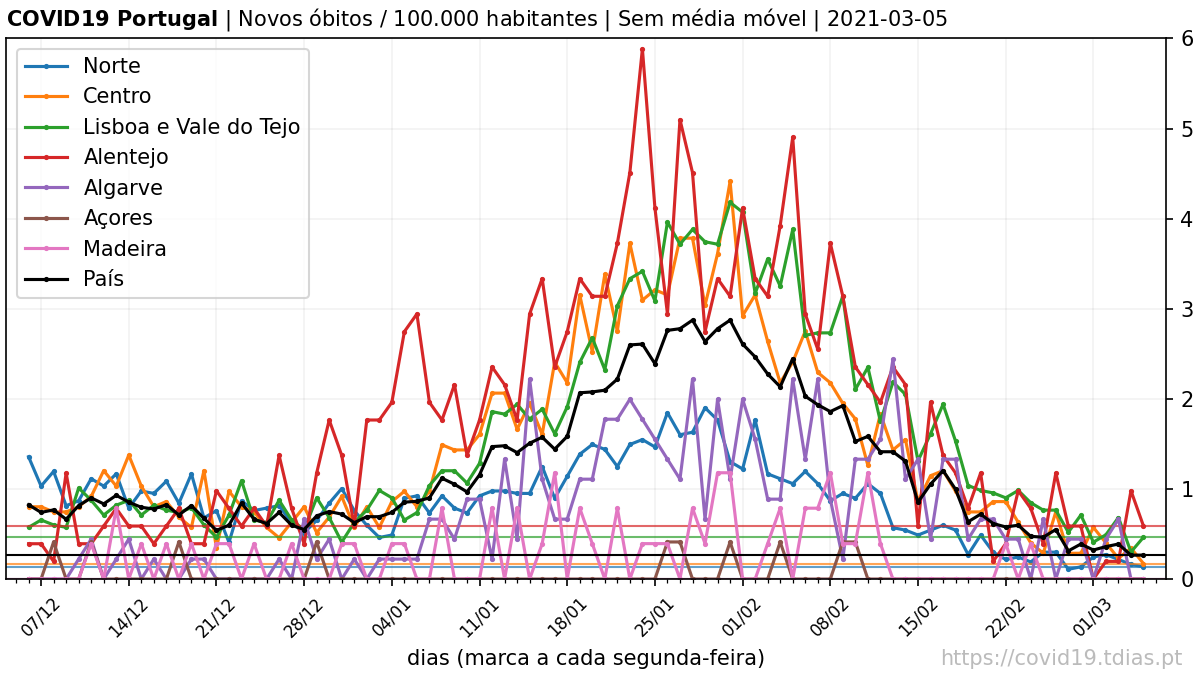 COVID19 Portugal | Novos óbitos / 100.000 habitantes | Sem média móvel | 2021-03-05
Norte
Centro
Lisboa e Vale do Tejo
Alentejo
Algarve
Açores
Madeira
País
6
5
4
3
2
1
0
07/12
14/12
21/12
28/12
04/01
11/01
18/01
25/01
01/02
08/02
15/02
22/02
01/03
dias (marca a cada segunda-feira)
https://covid19.tdias.pt